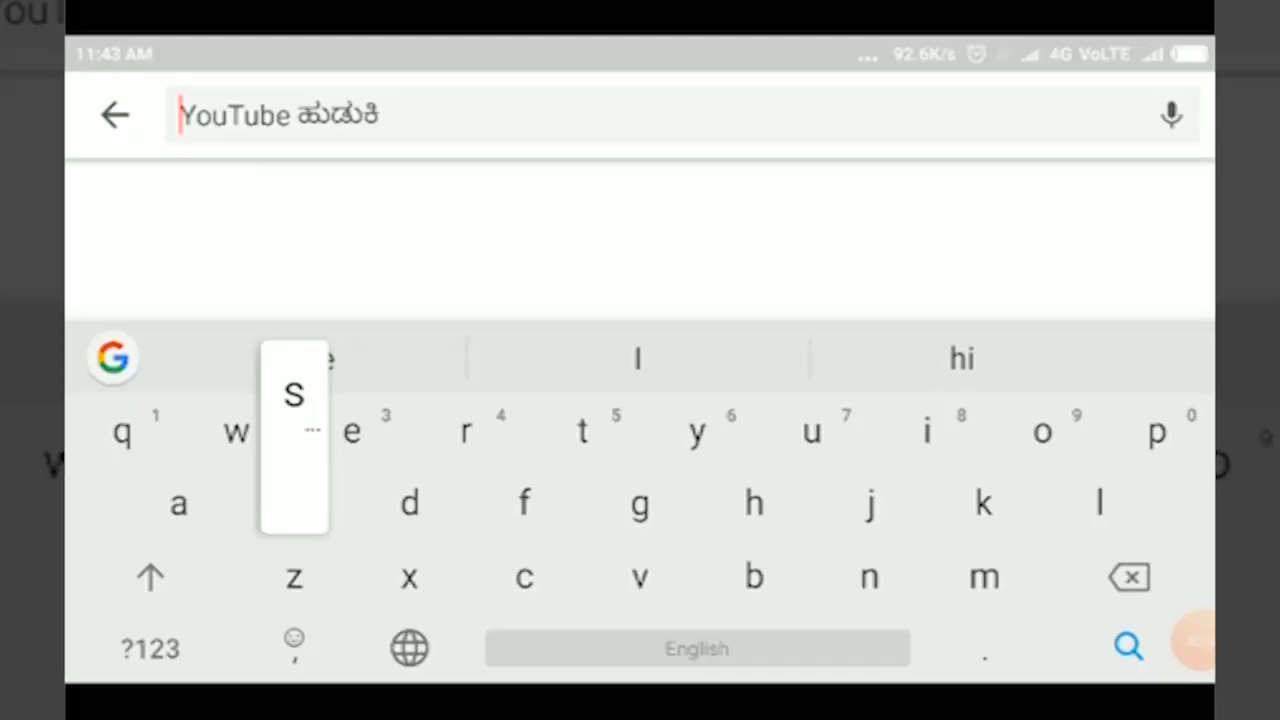 11:43 AM ... 92.6K/s 4G VoLTE
YouTube ಹುಡುಕಿ
G I hi
q 1 w e 3 r 4 t 5 y 6 u 7 i 8 o 9 p 0
S
a d f g h j k l
z x c v b n m
?123 , English .